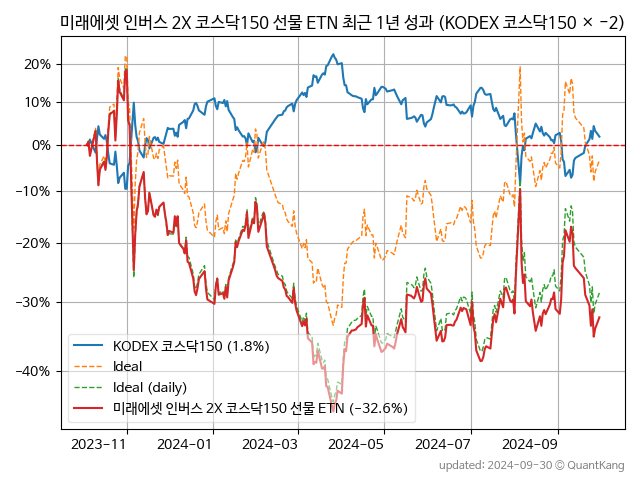 미래에셋 인버스 2X 코스닥150 선물 ETN 최근 1년 성과 (KODEX 코스닥150 × −2)
20%
10%
0%
−10%
−20%
−30%
−40%
KODEX 코스닥150 (1.8%)
Ideal
Ideal (daily)
미래에셋 인버스 2X 코스닥150 선물 ETN (−32.6%)
2023−11
2024−01
2024−03
2024−05
2024−07
2024−09
updated: 2024-09-30 © QuantKang